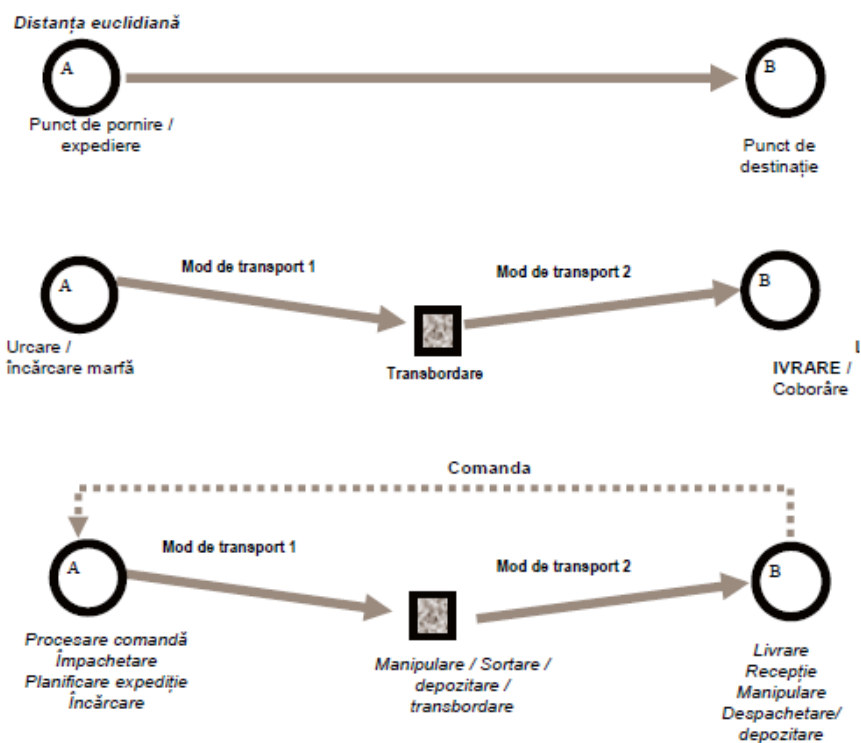 Distanța euclidiană
A
B
Punct de pornire /
expediere
Punct de
destinație
Mod de transport 1
Mod de transport 2
A
B
Urcare /
încărcare marfă
Transbordare
L
IVRARE /
Coborâre
Comanda
Mod de transport 1
Mod de transport 2
A
B
Procesare comandă
Împachetare
Planificare expediție
Încărcare
Manipulare / Sortare /
depozitare /
transbordare
Livrare
Recepție
Manipulare
Despachetare/
depozitare